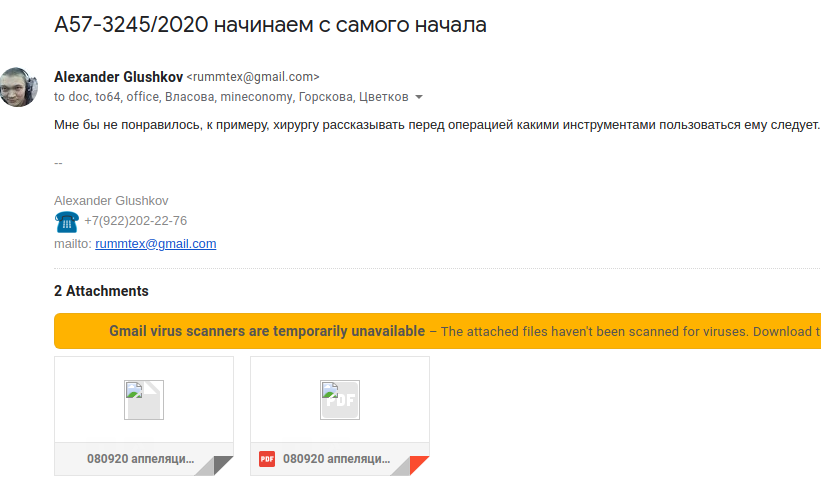 А57-3245/2020 начинаем с самого начала
Alexander Glushkov <rummtex@gmail.com>
to doc, to64, office, Власова, mineconomy, Горскова, Цветков
Мне бы не понравилось, к примеру, хирургу рассказывать перед операцией какими инструментами пользоваться ему следует.
--
Alexander Glushkov
+7(922)202-22-76
mailto: rummtex@gmail.com
2 Attachments
Gmail virus scanners are temporarily unavailable – The attached files haven't been scanned for viruses. Download t
PDF
080920 аппеляци... PDF 080920 аппеляци...